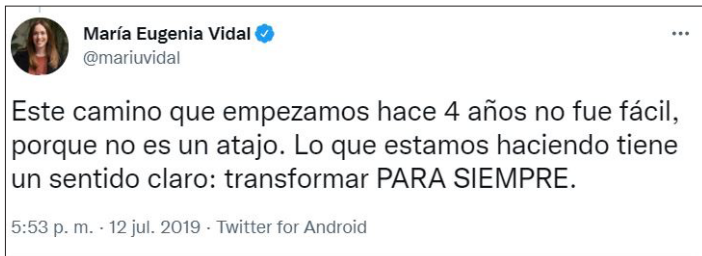 María Eugenia Vidal
@mariuvidal
Este camino que empezamos hace 4 años no fue fácil,
porque no es un atajo. Lo que estamos haciendo tiene
un sentido claro: transformar PARA SIEMPRE.
5:53 p. m. · 12 jul. 2019 · Twitter for Android